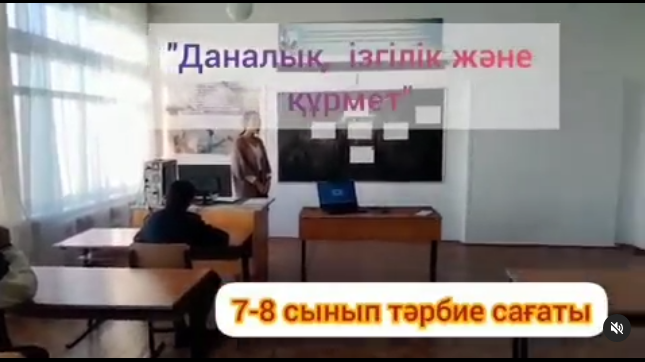 "Даналық, ізгілік және
құрмет"
7-8 сынып тәрбие сағаты